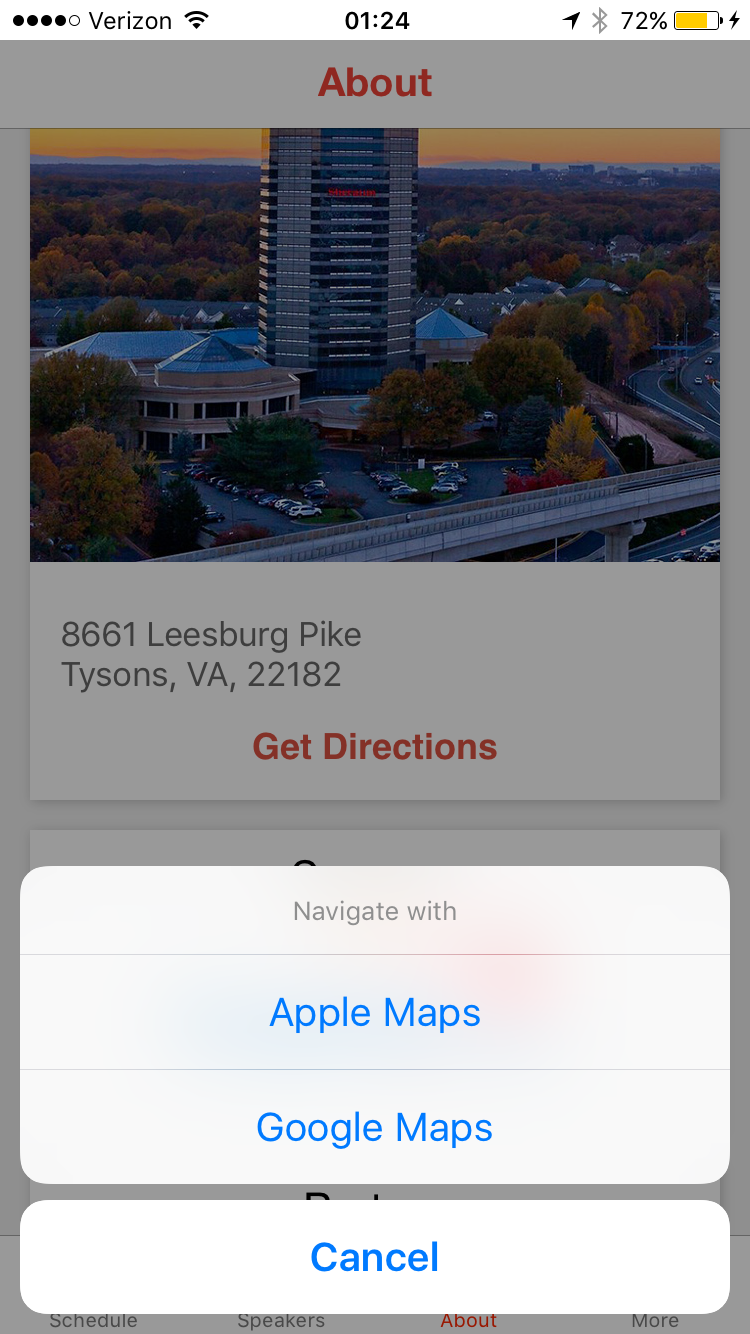 Verizon 01:24 72%
About
8661 Leesburg Pike
Tysons, VA, 22182
Get Directions
Navigate with
Apple Maps
Google Maps
Cancel
Schedule Speakers About More